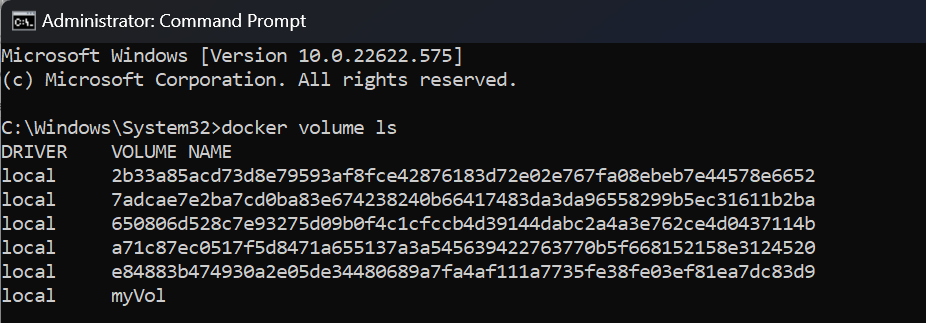 Administrator: Command Prompt
Microsoft Windows [Version 10.0.22622.575]
(c) Microsoft Corporation. All rights reserved.
C:\Windows\System32>docker volume ls
DRIVER    VOLUME NAME
local     2b33a85acd73d8e79593af8fce42876183d72e02e767fa08ebeb7e44578e6652
local     7adcae7e2ba7cd0ba83e674238240b66417483da3da96558299b5ec31611b2ba
local     650806d528c7e93275d09b0f4c1cfccb4d39144dabc2a4a3e762ce4d0437114b
local     a71c87ec0517f5d8471a655137a3a545639422763770b5f668152158e3124520
local     e84883b474930a2e05de34480689a7fa4af111a7735fe38fe03ef81ea7dc83d9
local     myVol